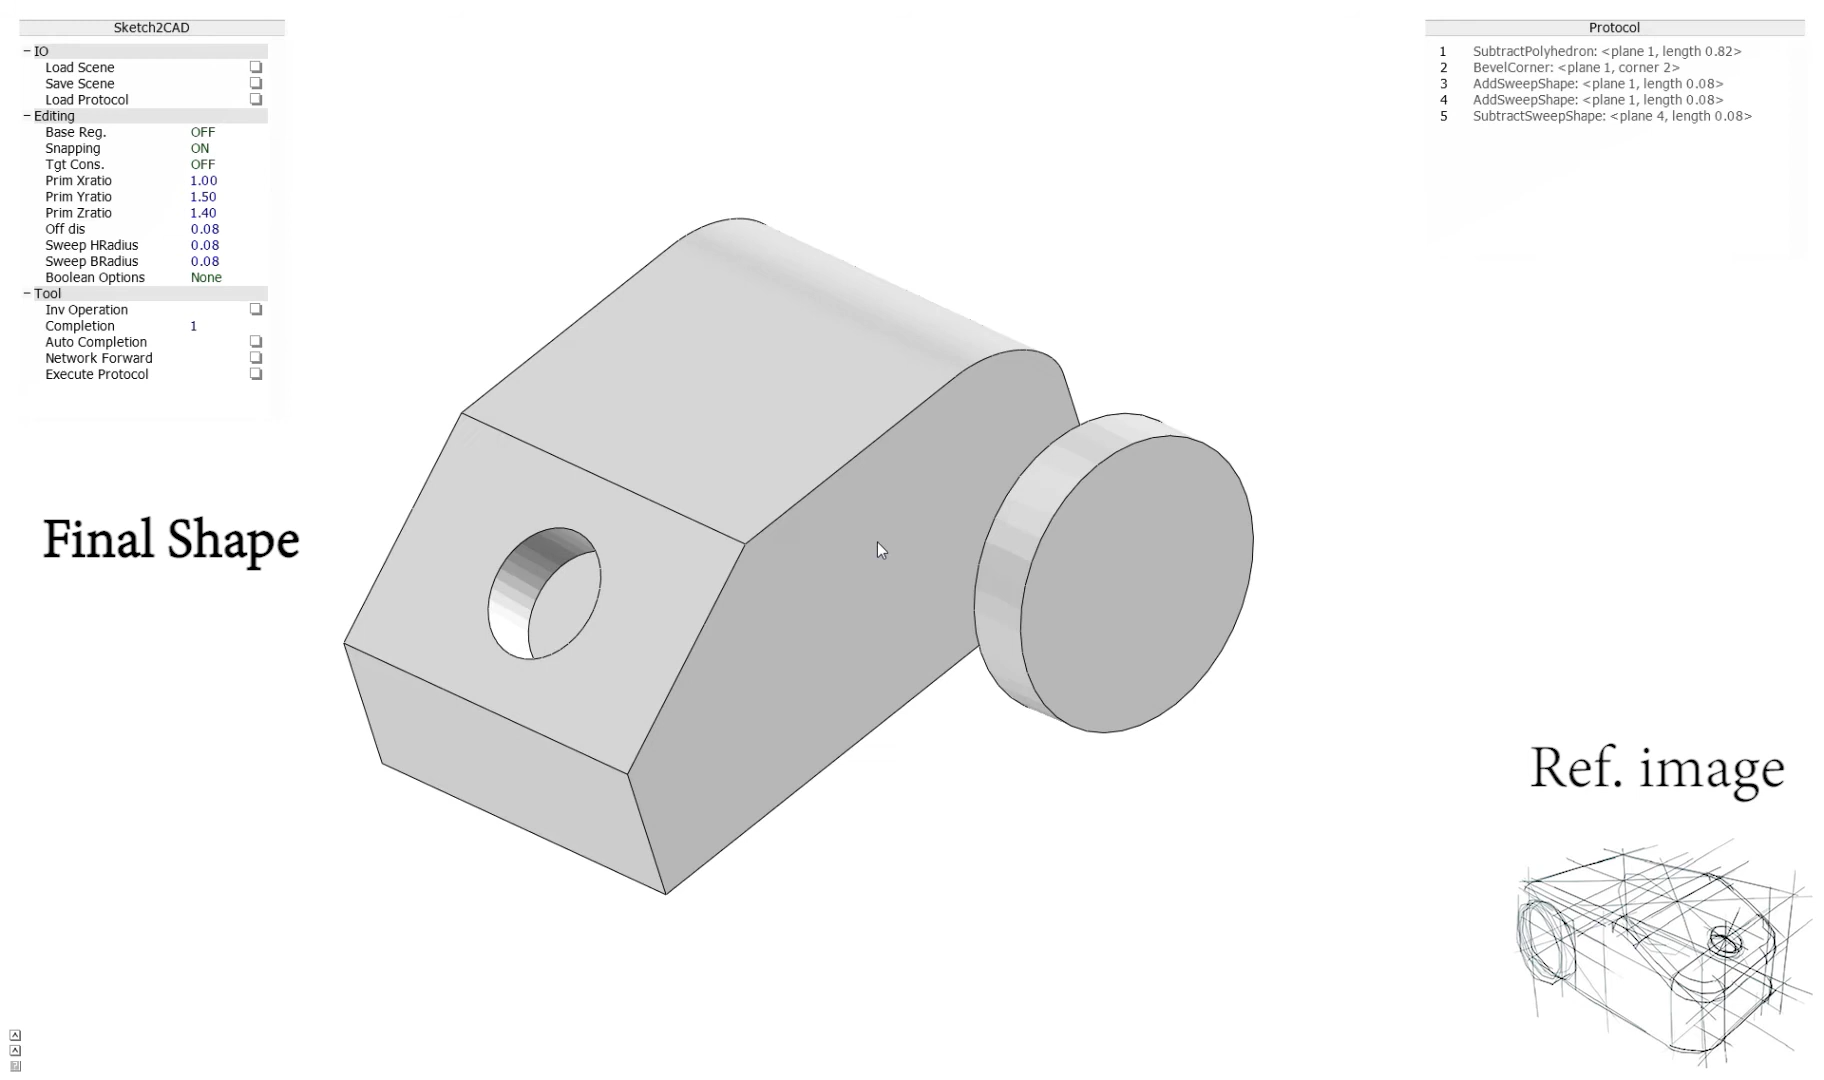 Sketch2CAD
− IO
Load Scene
Save Scene
Load Protocol
− Editing
Base Reg. OFF
Snapping ON
Tgt Cons. OFF
Prim Xratio 1.00
Prim Yratio 1.50
Prim Zratio 1.40
Off dis 0.08
Sweep HRadius 0.08
Sweep BRadius 0.08
Boolean Options None
− Tool
Inv Operation
Completion 1
Auto Completion
Network Forward
Execute Protocol
Final Shape
Protocol
1 SubtractPolyhedron: <plane 1, length 0.82>
2 BevelCorner: <plane 1, corner 2>
3 AddSweepShape: <plane 1, length 0.08>
4 AddSweepShape: <plane 1, length 0.08>
5 SubtractSweepShape: <plane 4, length 0.08>
Ref. image